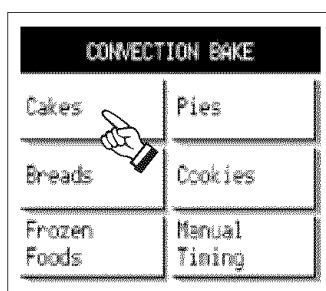 CONVECTION BAKE
Cakes
Pies
Breads
Cookies
Frozen
Foods
Manual
Timing